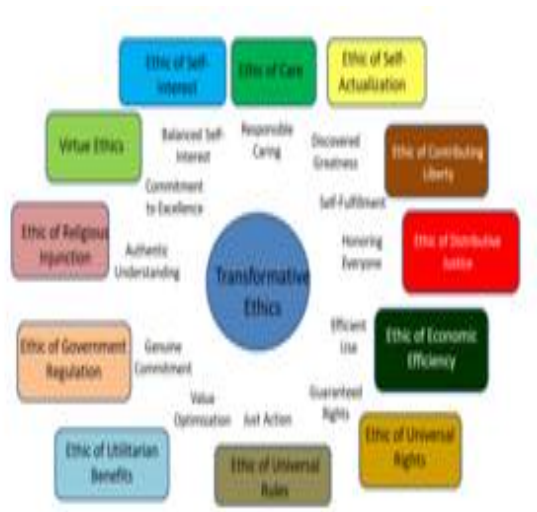 Ethic of Self-
Interest
Ethic of Care
Ethic of Self-
Actualization
Virtue Ethics
Balanced Self-
Interest
Responsible
Caring
Discovered
Greatness
Ethic of Contributing
Liberty
Commitment
to Excellence
Self-Fulfillment
Ethic of Religious
Injunction
Authentic
Understanding
Transformative
Ethics
Honoring
Everyone
Ethic of Distributive
Justice
Ethic of Government
Regulation
Genuine
Commitment
Efficient
Use
Ethic of Economic
Efficiency
Value
Optimization
Just Action
Guaranteed
Rights
Ethic of Utilitarian
Benefits
Ethic of Universal
Rules
Ethic of Universal
Rights